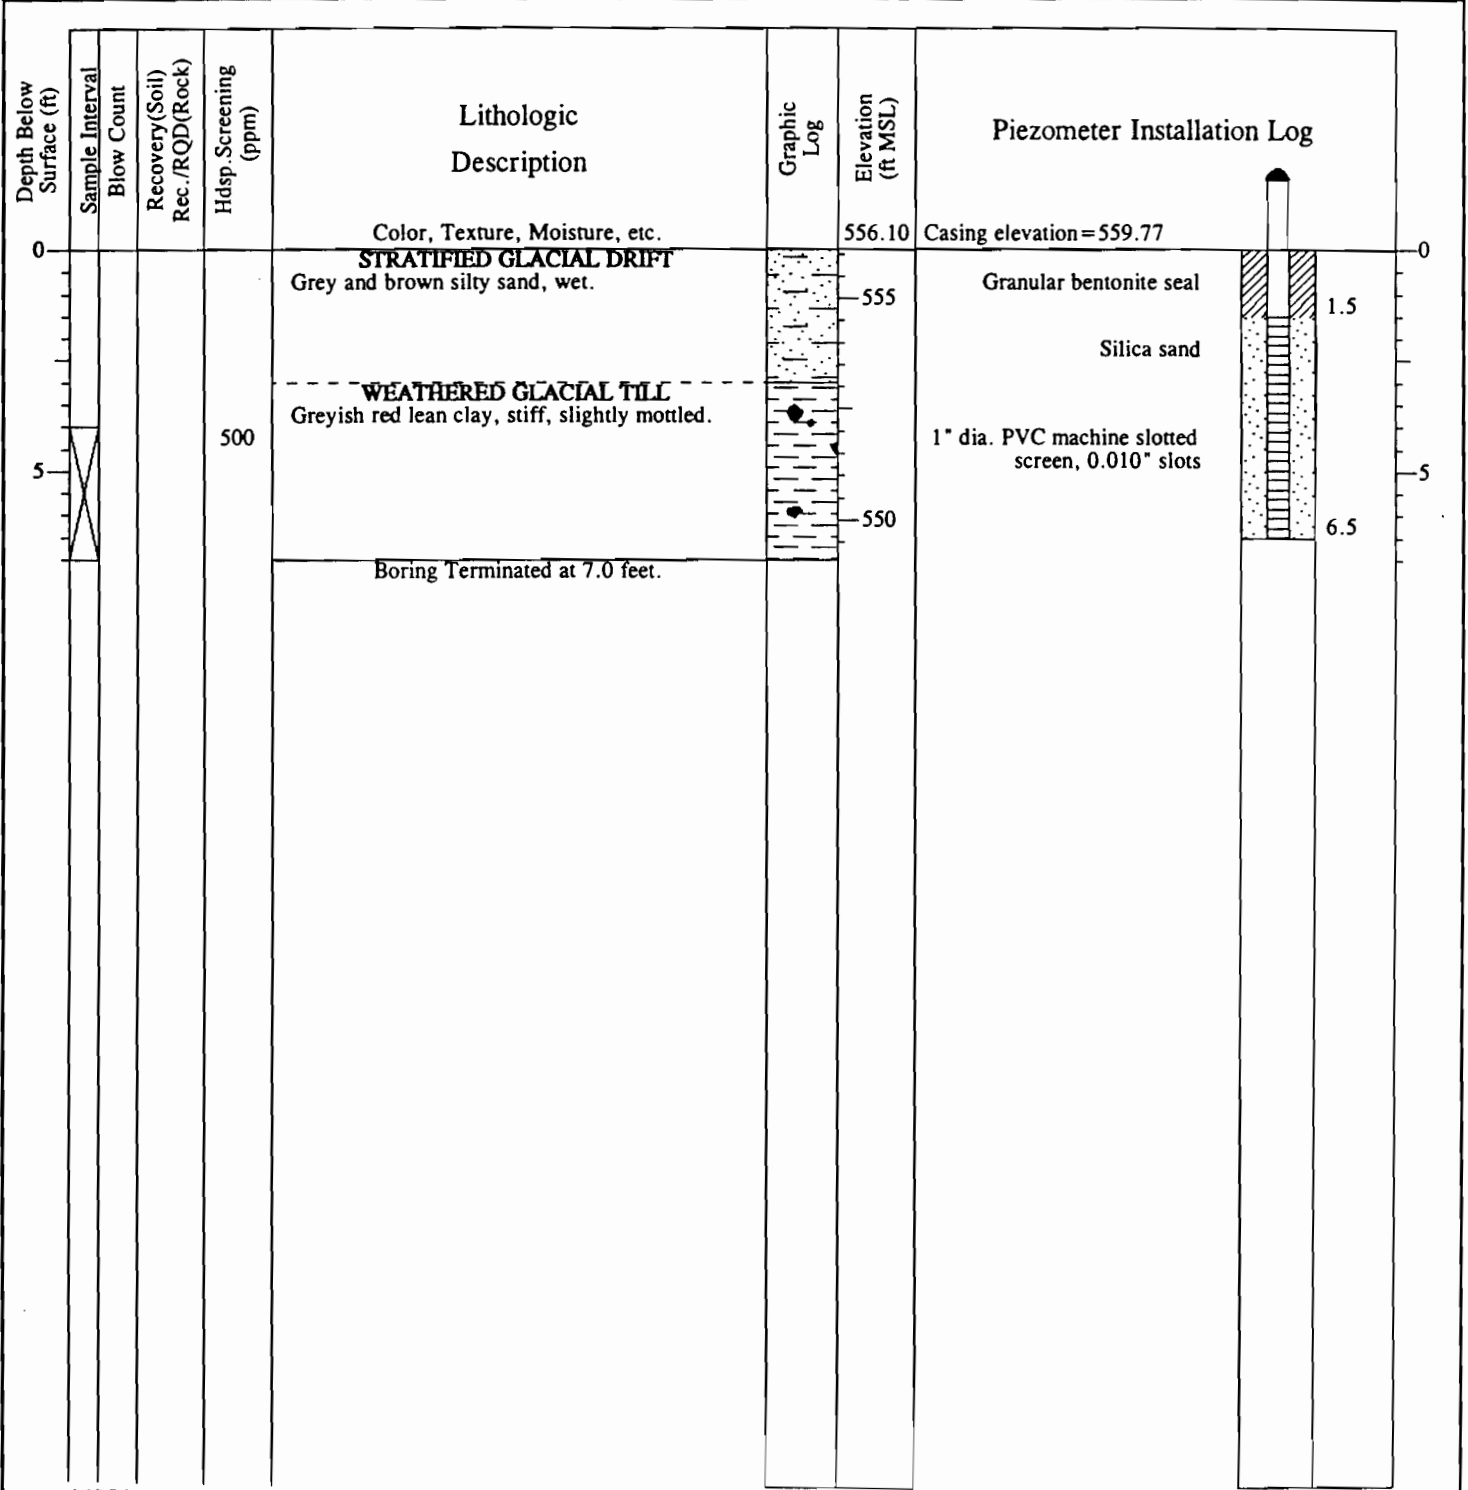 Depth Below
Surface (ft)
Sample Interval
Blow Count
Recovery(Soil)
Rec./RQD(Rock)
Hdsp.Screening
(ppm)
Lithologic
Description
Color, Texture, Moisture, etc.
Graphic
Log
Elevation
(ft MSL)
Piezometer Installation Log
556.10
Casing elevation=559.77
0
0
STRATIFIED GLACIAL DRIFT
Grey and brown silty sand, wet.
555
Granular bentonite seal
1.5
Silica sand
WEATHERED GLACIAL TILL
Greyish red lean clay, stiff, slightly mottled.
500
1" dia. PVC machine slotted
screen, 0.010" slots
5
5
550
6.5
Boring Terminated at 7.0 feet.